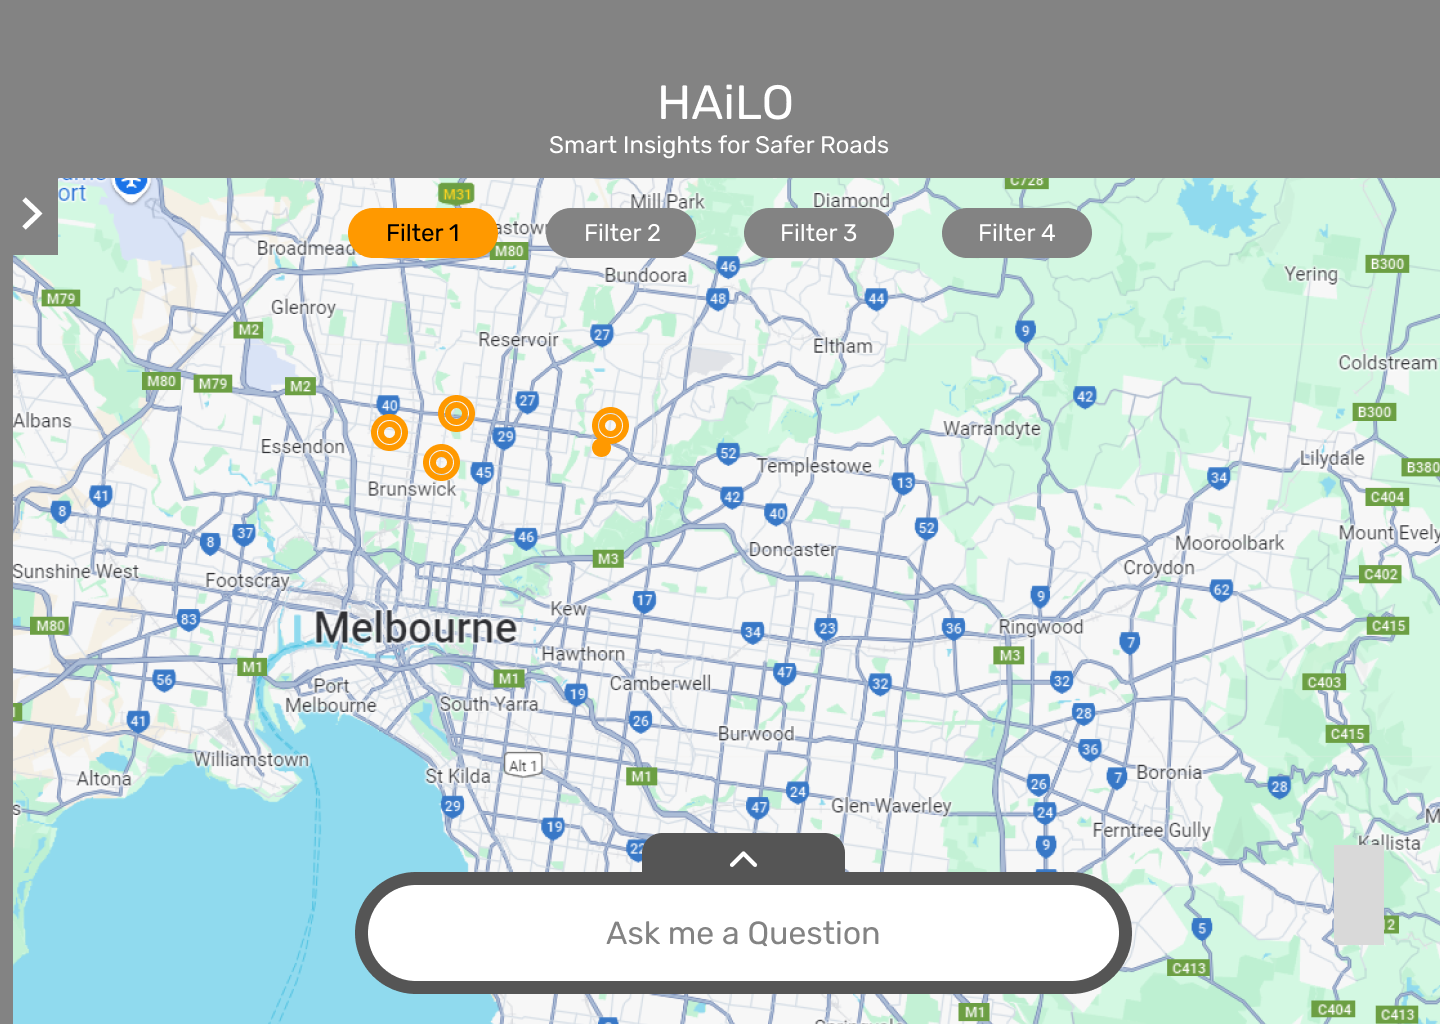 HAiLO
Smart Insights for Safer Roads
ort
M31
C728
Mill Park
Diamond
Filter 1
Filter 2
Filter 3
Filter 4
Broadmead
M80
46
B300
Bundoora
Yering
M79
48
44
Glenroy
M2
27
9
Reservoir
Eltham
Coldstream
M80
M79
M2
42
40
27
B300
Albans
Essendon
29
Warrandyte
52
Templestowe
Lilydale
B380
45
13
34
Brunswick
41
42
C404
8
40
52
37
46
Mount Evely
8
Doncaster
Mooroolbark
M3
Sunshine West
Footscray
Croydon
C402
62
9
17
Kew
83
M80
Melbourne
34
23
36
Ringwood
C415
7
Hawthorn
M3
M1
47
56
M1
Port
Melbourne
19
Camberwell
32
32
C403
South Yarra
41
26
28
Burwood
C415
36
Williamstown
Alt 1
St Kilda
M1
Altona
7
Boronia
26
28
24
29
47
Glen Waverley
24
19
Ferntree Gully
22
9
Kallista
Ask me a Question
5
C413
C404
M1
C413